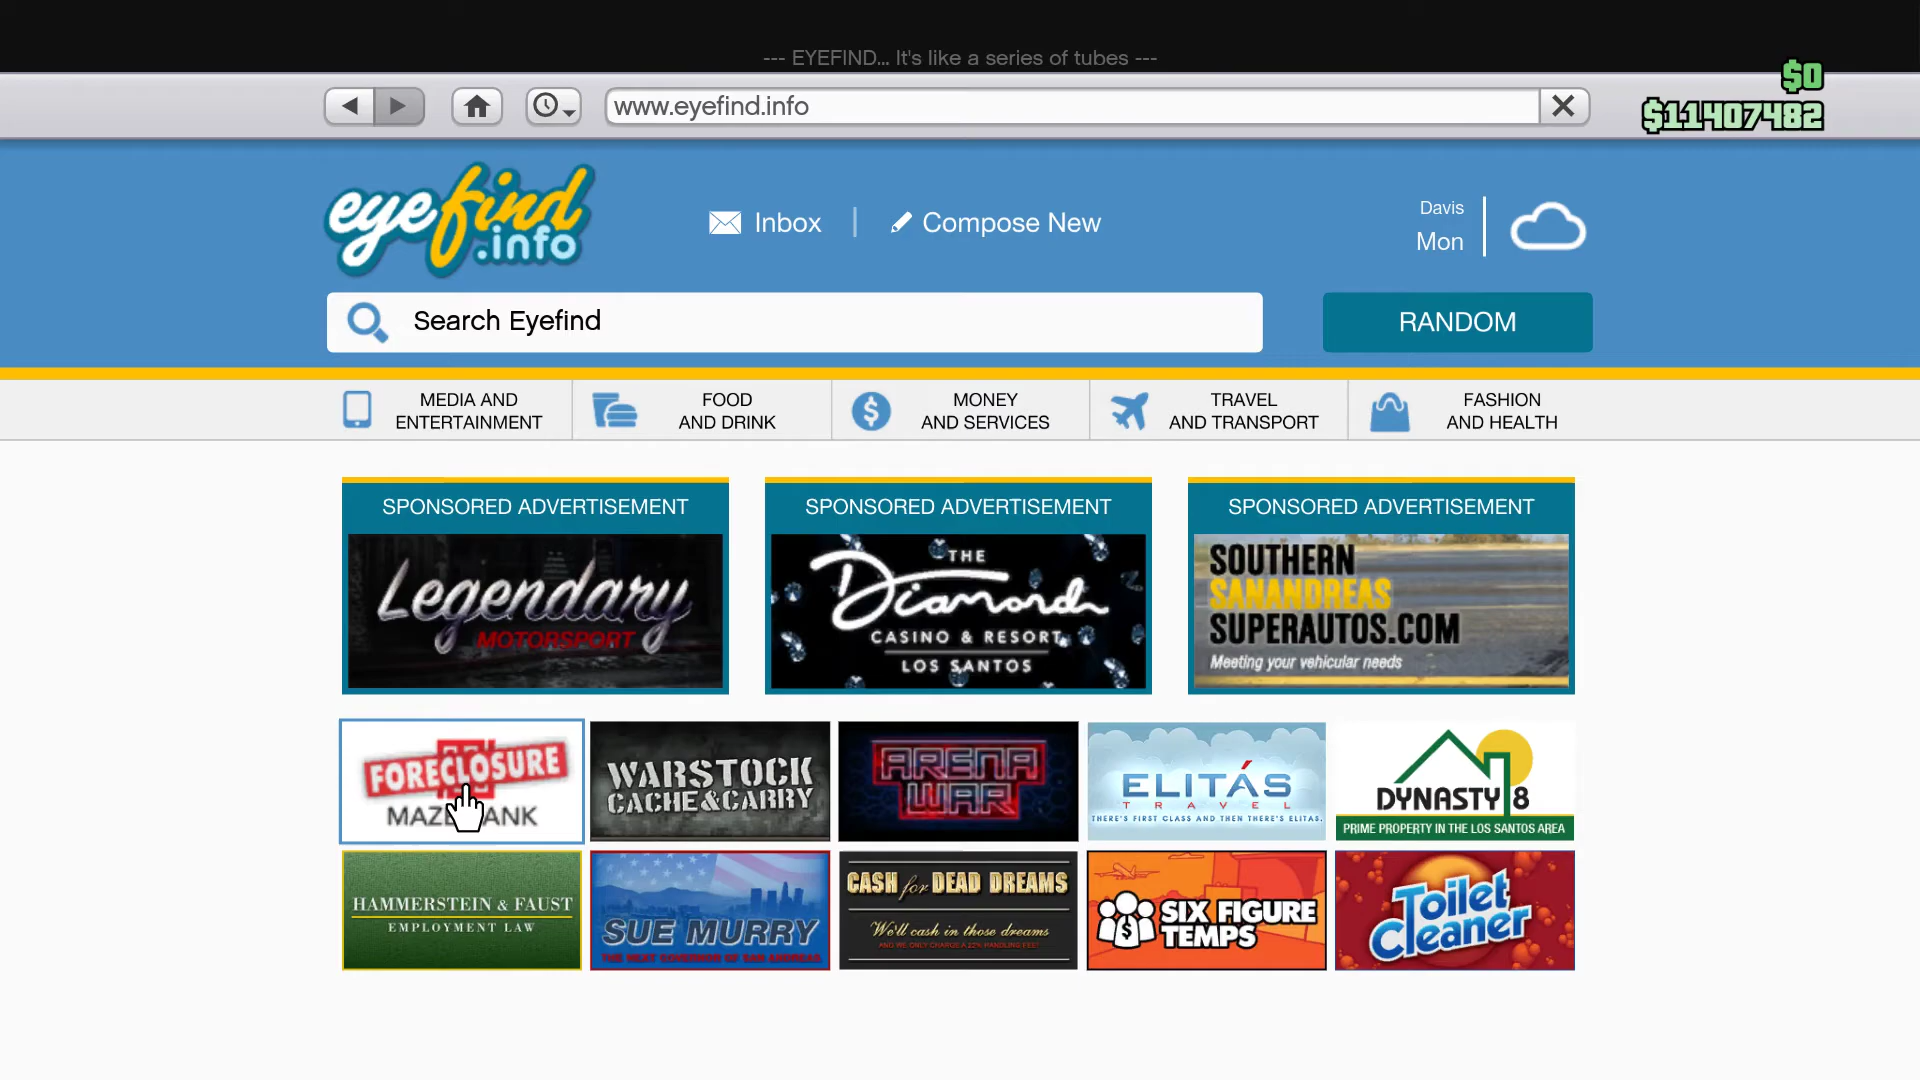 --- EYEFIND... It's like a series of tubes ---
$0
www.eyefind.info
$11407482
eyefind
.info
Inbox
Compose New
Davis
Mon
Search Eyefind
RANDOM
MEDIA AND
ENTERTAINMENT
FOOD
AND DRINK
MONEY
AND SERVICES
TRAVEL
AND TRANSPORT
FASHION
AND HEALTH
SPONSORED ADVERTISEMENT
Legendary
MOTORSPORT
SPONSORED ADVERTISEMENT
THE
Diamond
CASINO & RESORT
LOS SANTOS
SPONSORED ADVERTISEMENT
SOUTHERN
SANANDREAS
SUPERAUTOS.COM
Meeting your vehicular needs
FORECLOSURE
MAZE BANK
WARSTOCK
CACHE&CARRY
ARENA
WAR
ELITÁS
TRAVEL
THERE'S FIRST CLASS AND THEN THERE'S ELITAS.
DYNASTY 8
PRIME PROPERTY IN THE LOS SANTOS AREA
HAMMERSTEIN & FAUST
EMPLOYMENT LAW
SUE MURRY
THE NEXT GOVERNOR OF SAN ANDREAS
CASH for DEAD DREAMS
We'll cash in those dreams
AND WE ONLY CHARGE A 22% HANDLING FEE!
SIX FIGURE
TEMPS
Toilet
Cleaner